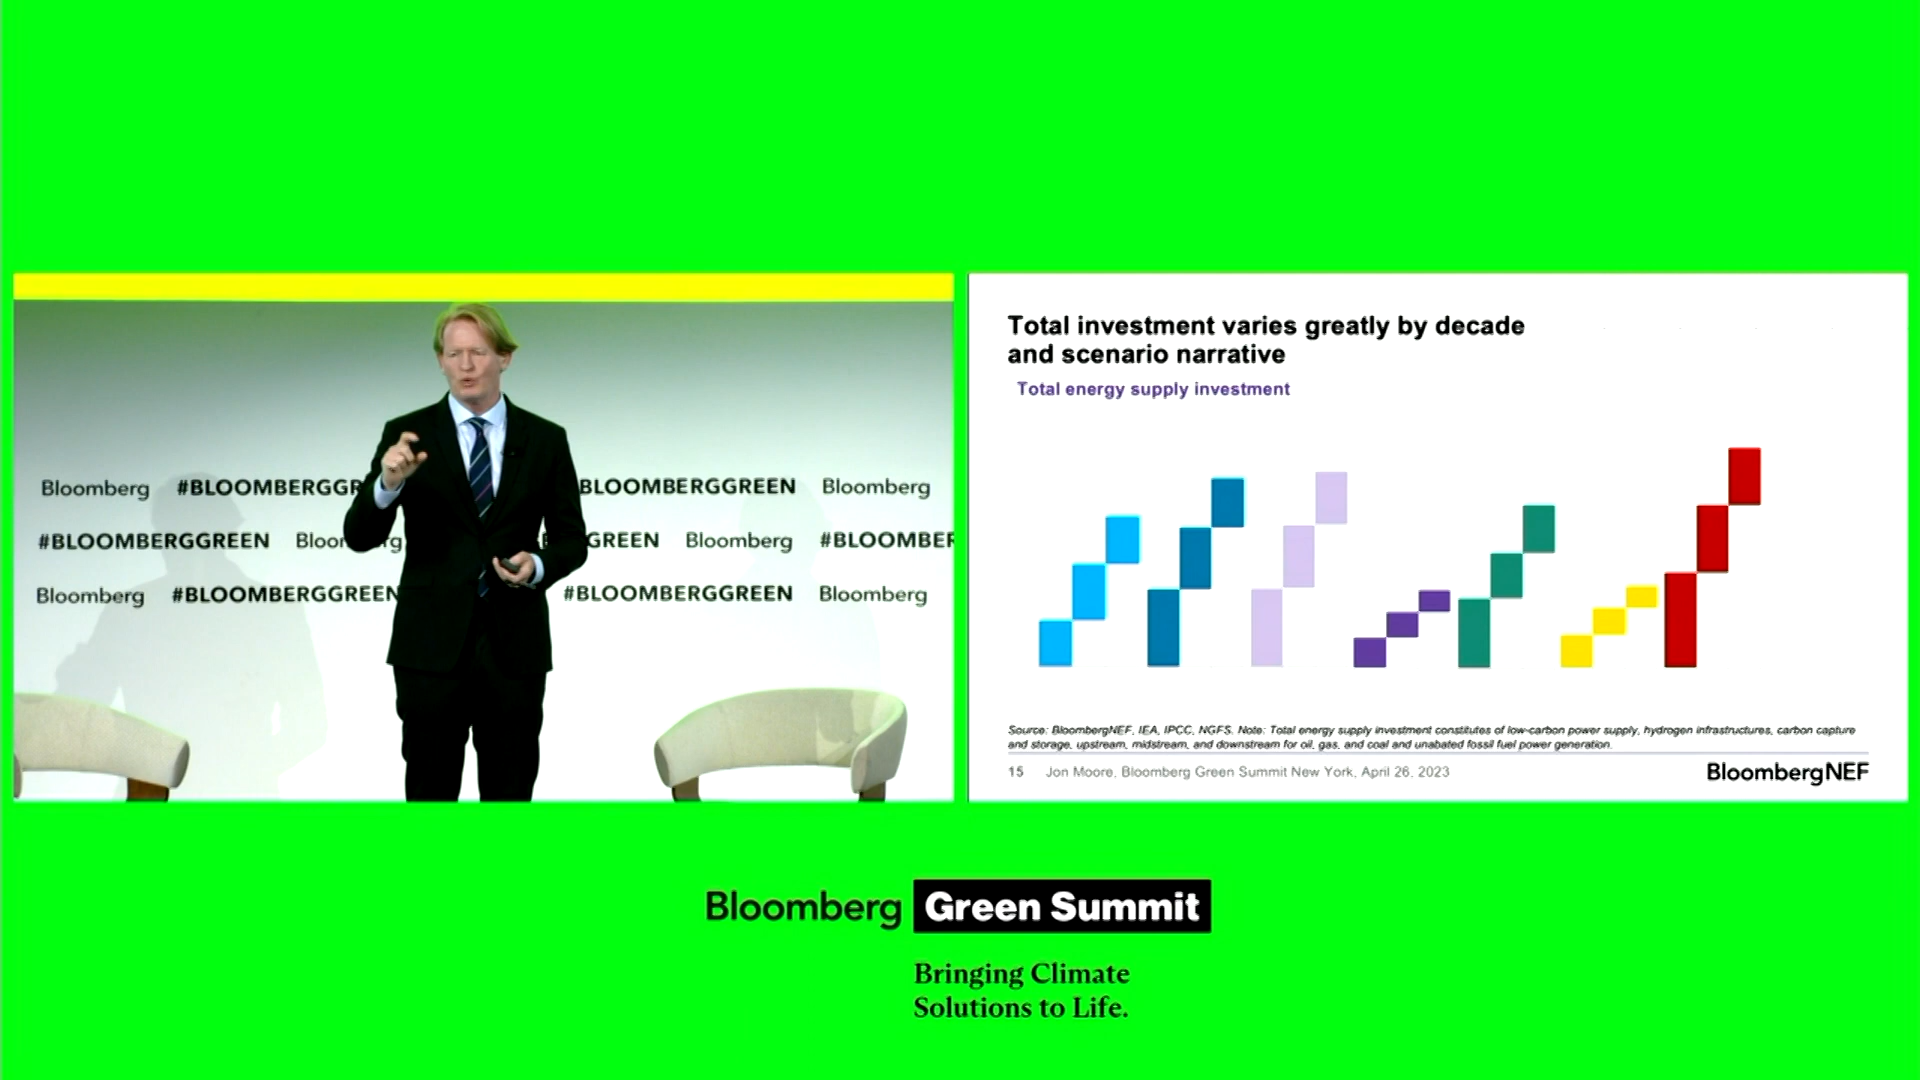 Bloomberg #BLOOMBERGGR BLOOMBERGGREEN Bloomberg
#BLOOMBERGGREEN Bloomberg GREEN Bloomberg #BLOOMBER
Bloomberg #BLOOMBERGGREEN #BLOOMBERGGREEN Bloomberg
Total investment varies greatly by decade
and scenario narrative
Total energy supply investment
Source: BloombergNEF, IEA, IPCC, NGFS. Note: Total energy supply investment constitutes of low-carbon power supply, hydrogen infrastructures, carbon capture
and storage, upstream, midstream, and downstream for oil, gas, and coal and unabated fossil fuel power generation.
15 Jon Moore, Bloomberg Green Summit New York, April 26, 2023
BloombergNEF
Bloomberg Green Summit
Bringing Climate
Solutions to Life.